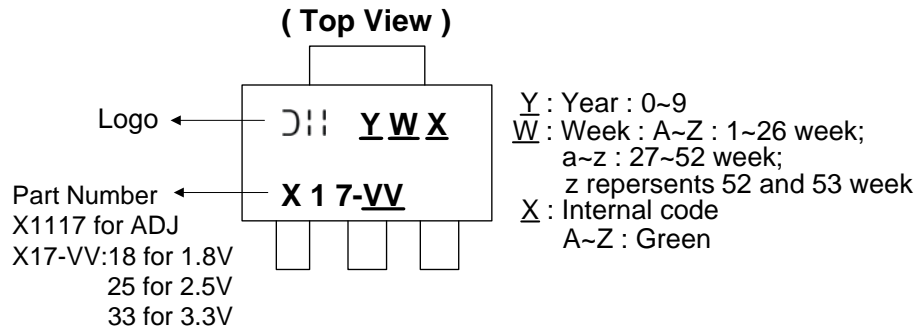 ( Top View )
Logo
Y W X
Part Number
X 1 7-VV
X1117 for ADJ
X17-VV:18 for 1.8V
25 for 2.5V
33 for 3.3V
Y : Year : 0~9
W : Week : A~Z : 1~26 week;
a~z : 27~52 week;
z repersents 52 and 53 week
X : Internal code
A~Z : Green